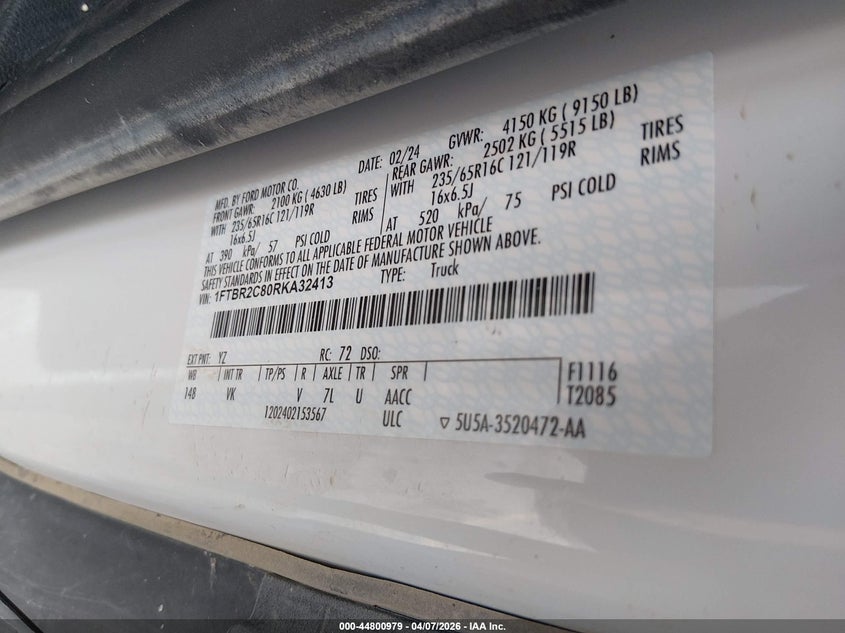 MFD. BY FORD MOTOR CO.
DATE: 02/24
GVWR: 4150 KG ( 9150 LB)
FRONT GAWR: 2100 KG ( 4630 LB)
REAR GAWR: 2502 KG ( 5515 LB)
WITH 235/65R16C 121/119R TIRES
WITH 235/65R16C 121/119R TIRES
16x6.5J RIMS
16x6.5J RIMS
AT 390 kPa/ 57 PSI COLD
AT 520 kPa/ 75 PSI COLD
THIS VEHICLE CONFORMS TO ALL APPLICABLE FEDERAL MOTOR VEHICLE
SAFETY STANDARDS IN EFFECT ON THE DATE OF MANUFACTURE SHOWN ABOVE.
VIN: 1FTBR2C80RKA32413
TYPE: Truck
EXT PNT: YZ RC: 72 DSO:
WB INT TR TP/PS R AXLE TR SPR
148 VK V 7L U AACC
F1116
T2085
1202402153567 ULC
▽ 5U5A-3520472-AA
000-44800979 — 04/07/2026 — IAA Inc.